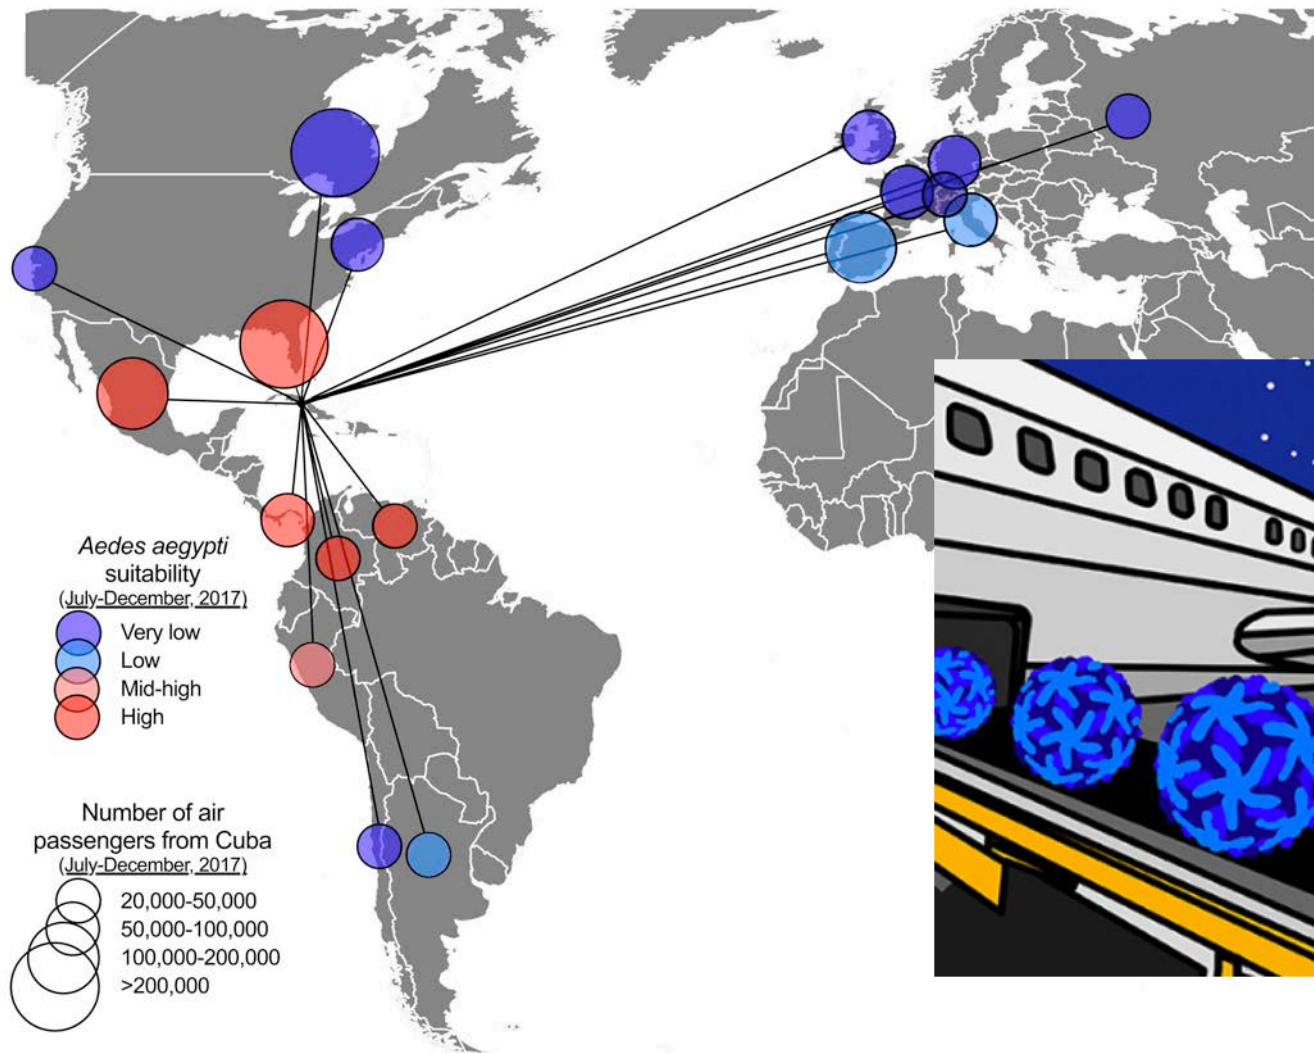 Aedes aegypti
suitability
(July-December, 2017)
Very low
Low
Mid-high
High
Number of air
passengers from Cuba
(July-December, 2017)
20,000-50,000
50,000-100,000
100,000-200,000
>200,000